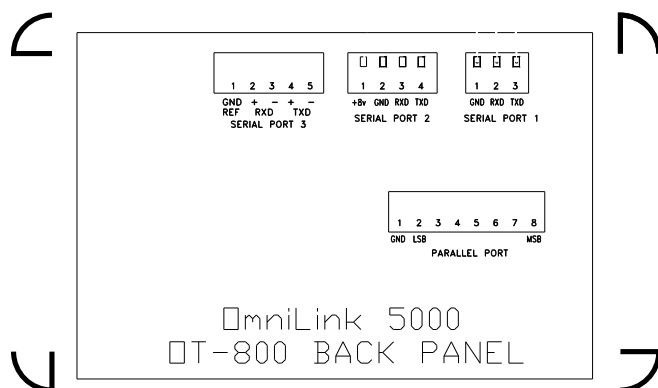 1 2 3 4 5
GND + − + −
REF RXD TXD
SERIAL PORT 3
1 2 3 4
+8v GND RXD TXD
SERIAL PORT 2
1 2 3
GND RXD TXD
SERIAL PORT 1
1 2 3 4 5 6 7 8
GND LSB MSB
PARALLEL PORT
OmniLink 5000
OT-800 BACK PANEL